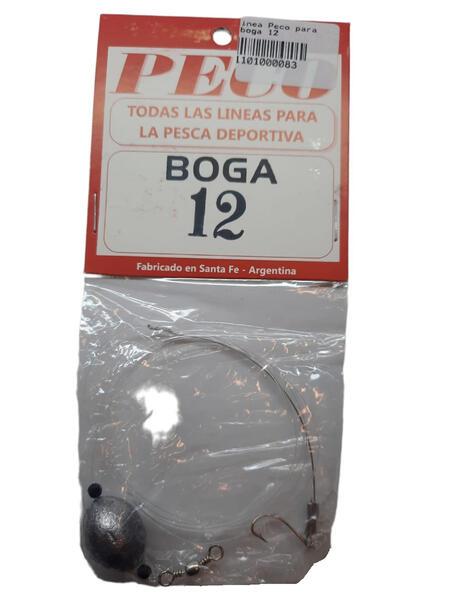 inea Peco para
boga 12
1101000083
PECO
TODAS LAS LINEAS PARA
LA PESCA DEPORTIVA
BOGA
12
Fabricado en Santa Fe - Argentina